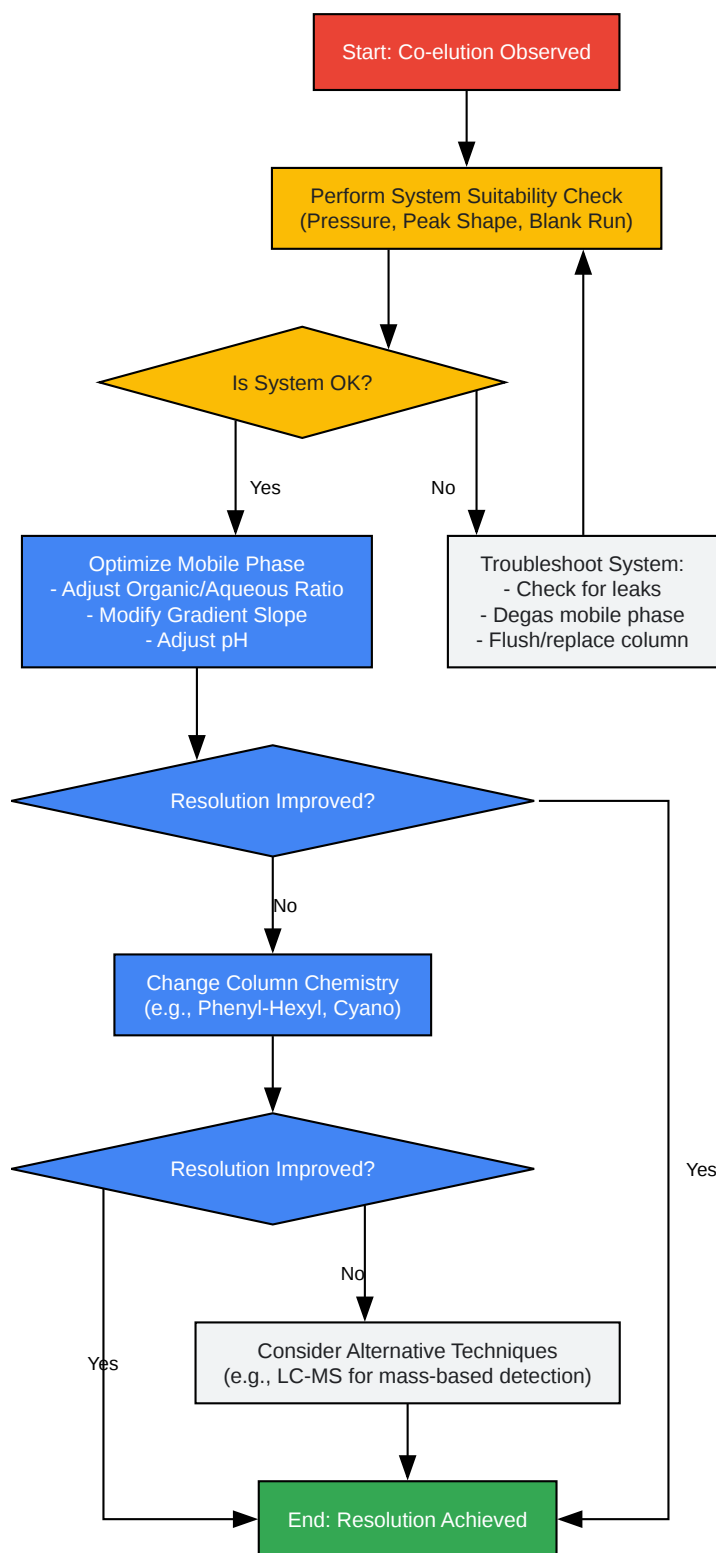 Start: Co-elution Observed
Perform System Suitability Check
(Pressure, Peak Shape, Blank Run)
Is System OK?
Yes
No
Optimize Mobile Phase
- Adjust Organic/Aqueous Ratio
- Modify Gradient Slope
- Adjust pH
Troubleshoot System:
- Check for leaks
- Degas mobile phase
- Flush/replace column
Resolution Improved?
No
Change Column Chemistry
(e.g., Phenyl-Hexyl, Cyano)
Resolution Improved?
Yes
No
Yes
Consider Alternative Techniques
(e.g., LC-MS for mass-based detection)
End: Resolution Achieved